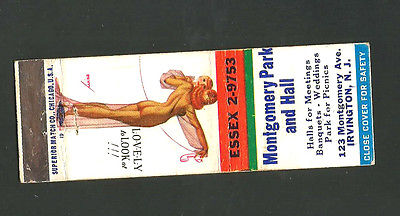 SUPERIOR MATCH CO., CHICAGO, U.S.A.
LOVELY
to LOOK at
!!!
ESSEX 2-9753
Montgomery Park
and Hall
Halls for Meetings
Banquets - Weddings
Park for Picnics
123 Montgomery Ave.
IRVINGTON, N. J.
CLOSE COVER FOR SAFETY